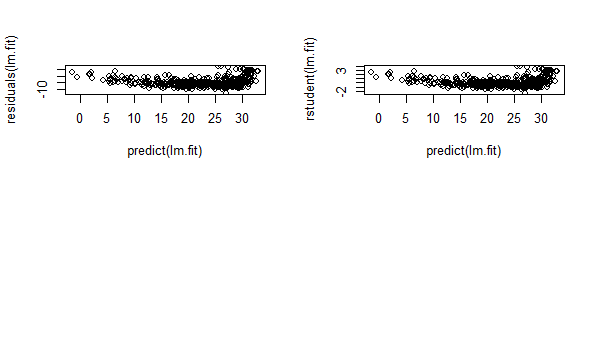 residuals(lm.fit)
-10
0 5 10 15 20 25 30
predict(lm.fit)
rstudent(lm.fit)
-2 3
0 5 10 15 20 25 30
predict(lm.fit)